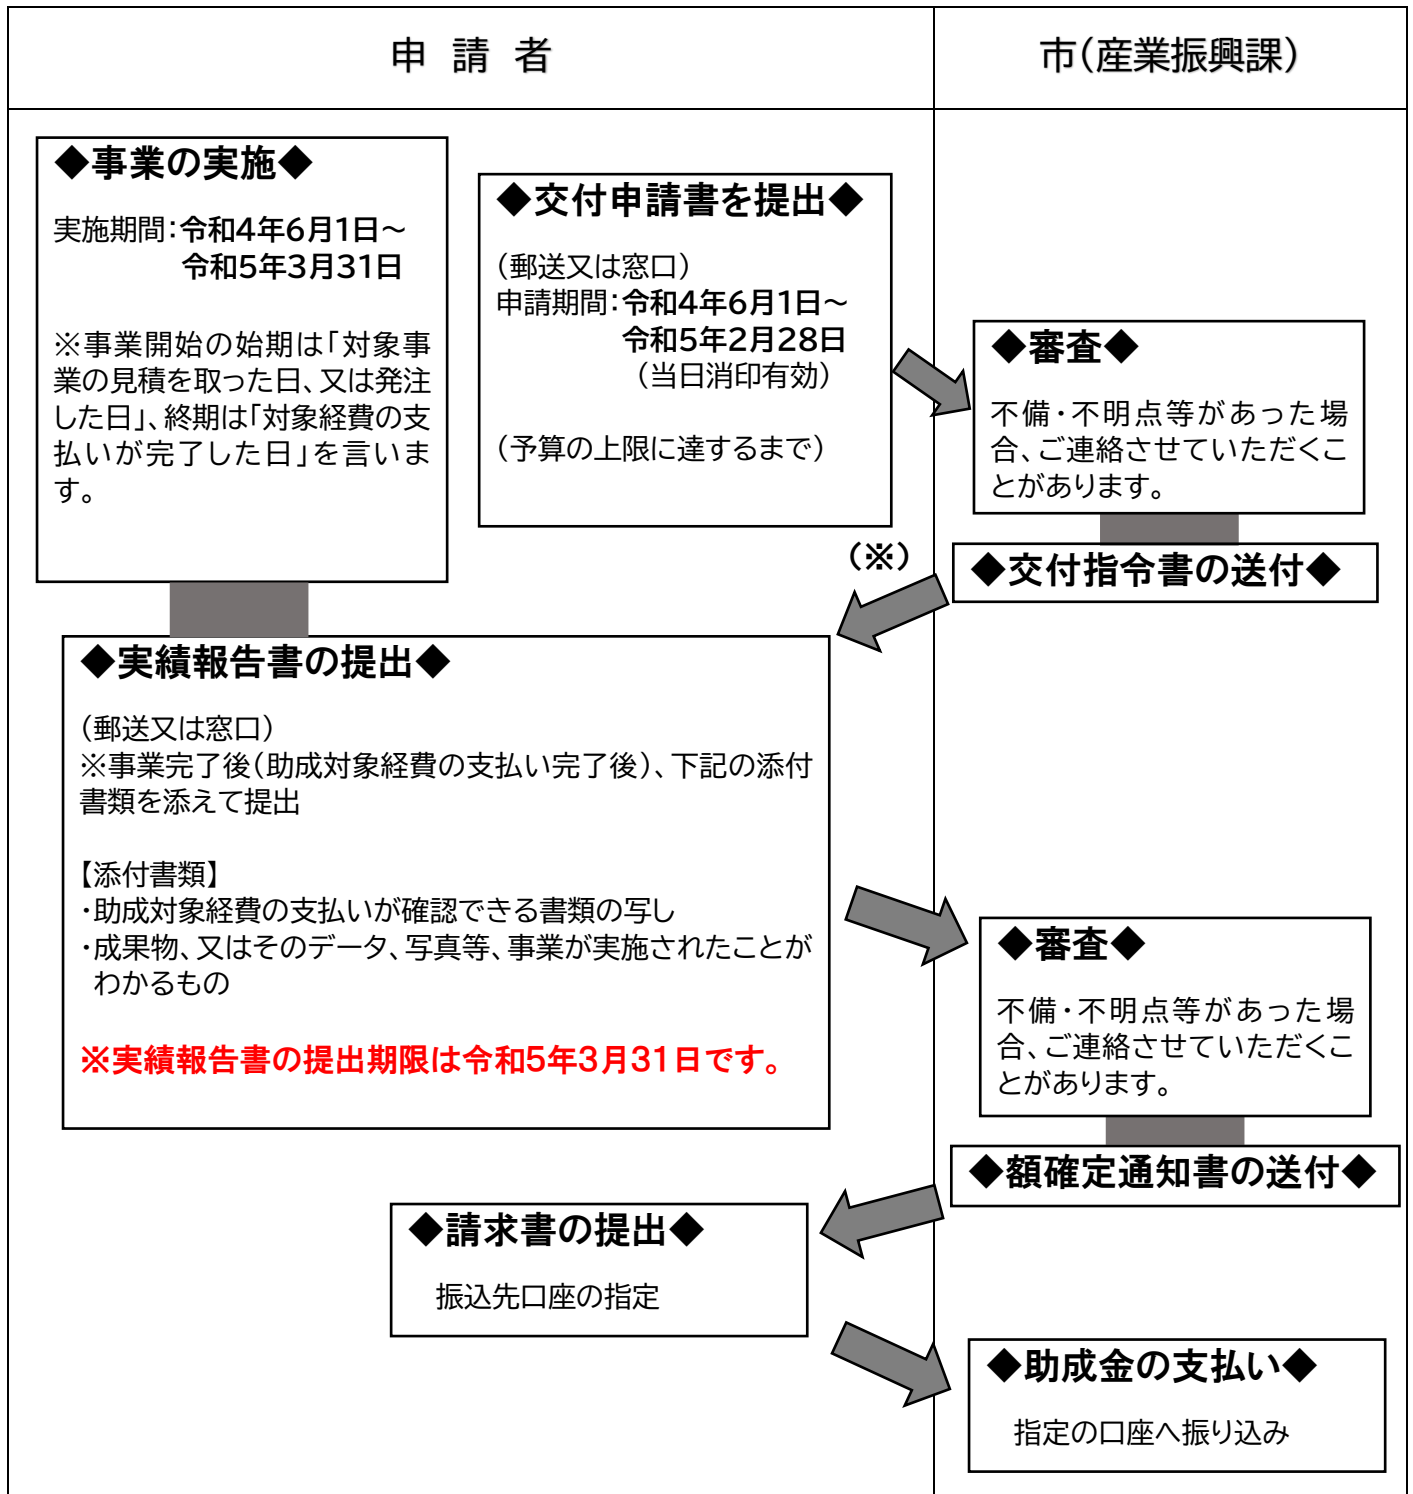 申 請 者
市（産業振興課）
◆事業の実施◆
実施期間：令和4年6月1日～
令和5年3月31日
※事業開始の始期は「対象事
業の見積を取った日、又は発注
した日」、終期は「対象経費の支
払いが完了した日」を言いま
す。
◆交付申請書を提出◆
（郵送又は窓口）
申請期間：令和4年6月1日～
令和5年2月28日
（当日消印有効）
（予算の上限に達するまで）
◆審査◆
不備・不明点等があった場
合、ご連絡させていただくこ
とがあります。
（※）
◆交付指令書の送付◆
◆実績報告書の提出◆
（郵送又は窓口）
※事業完了後（助成対象経費の支払い完了後）、下記の添付
書類を添えて提出
【添付書類】
・助成対象経費の支払いが確認できる書類の写し
・成果物、又はそのデータ、写真等、事業が実施されたことが
わかるもの
※実績報告書の提出期限は令和5年3月31日です。
◆審査◆
不備・不明点等があった場
合、ご連絡させていただくこ
とがあります。
◆額確定通知書の送付◆
◆請求書の提出◆
振込先口座の指定
◆助成金の支払い◆
指定の口座へ振り込み